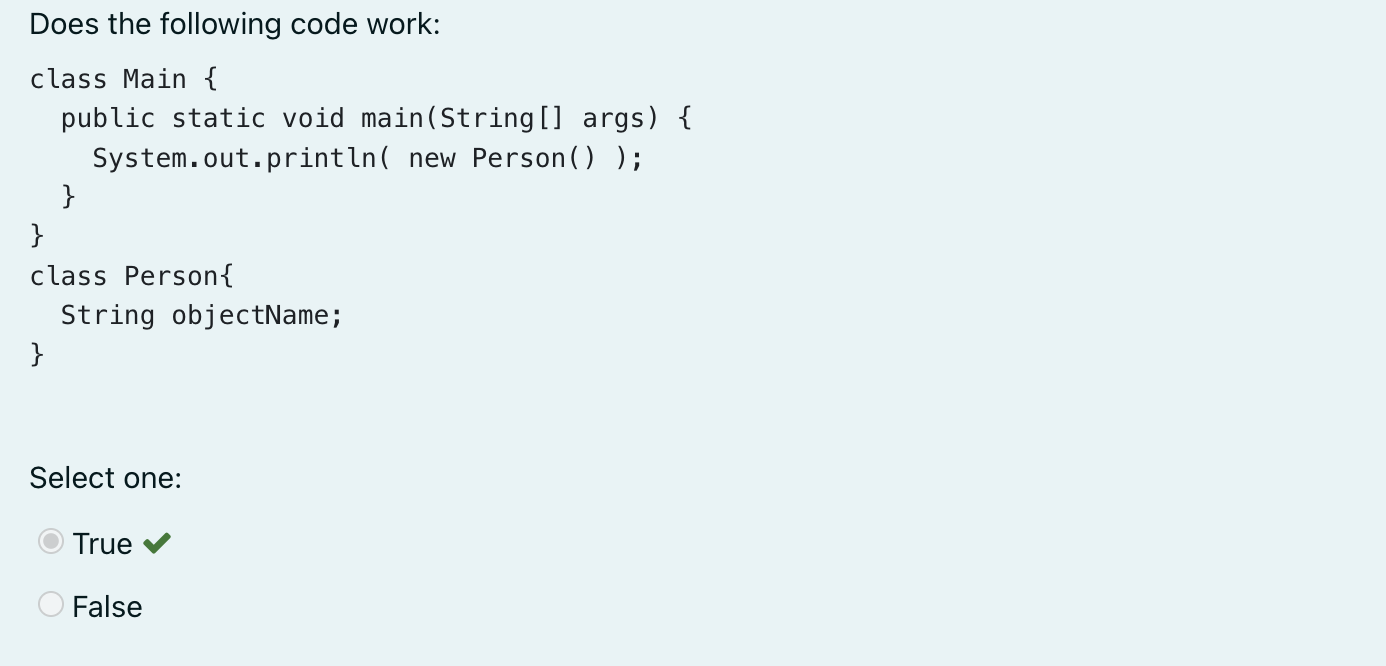 Does the following code work:
class Main {
  public static void main(String[] args) {
    System.out.println( new Person() );
  }
}
class Person{
  String objectName;
}
Select one:
True
False